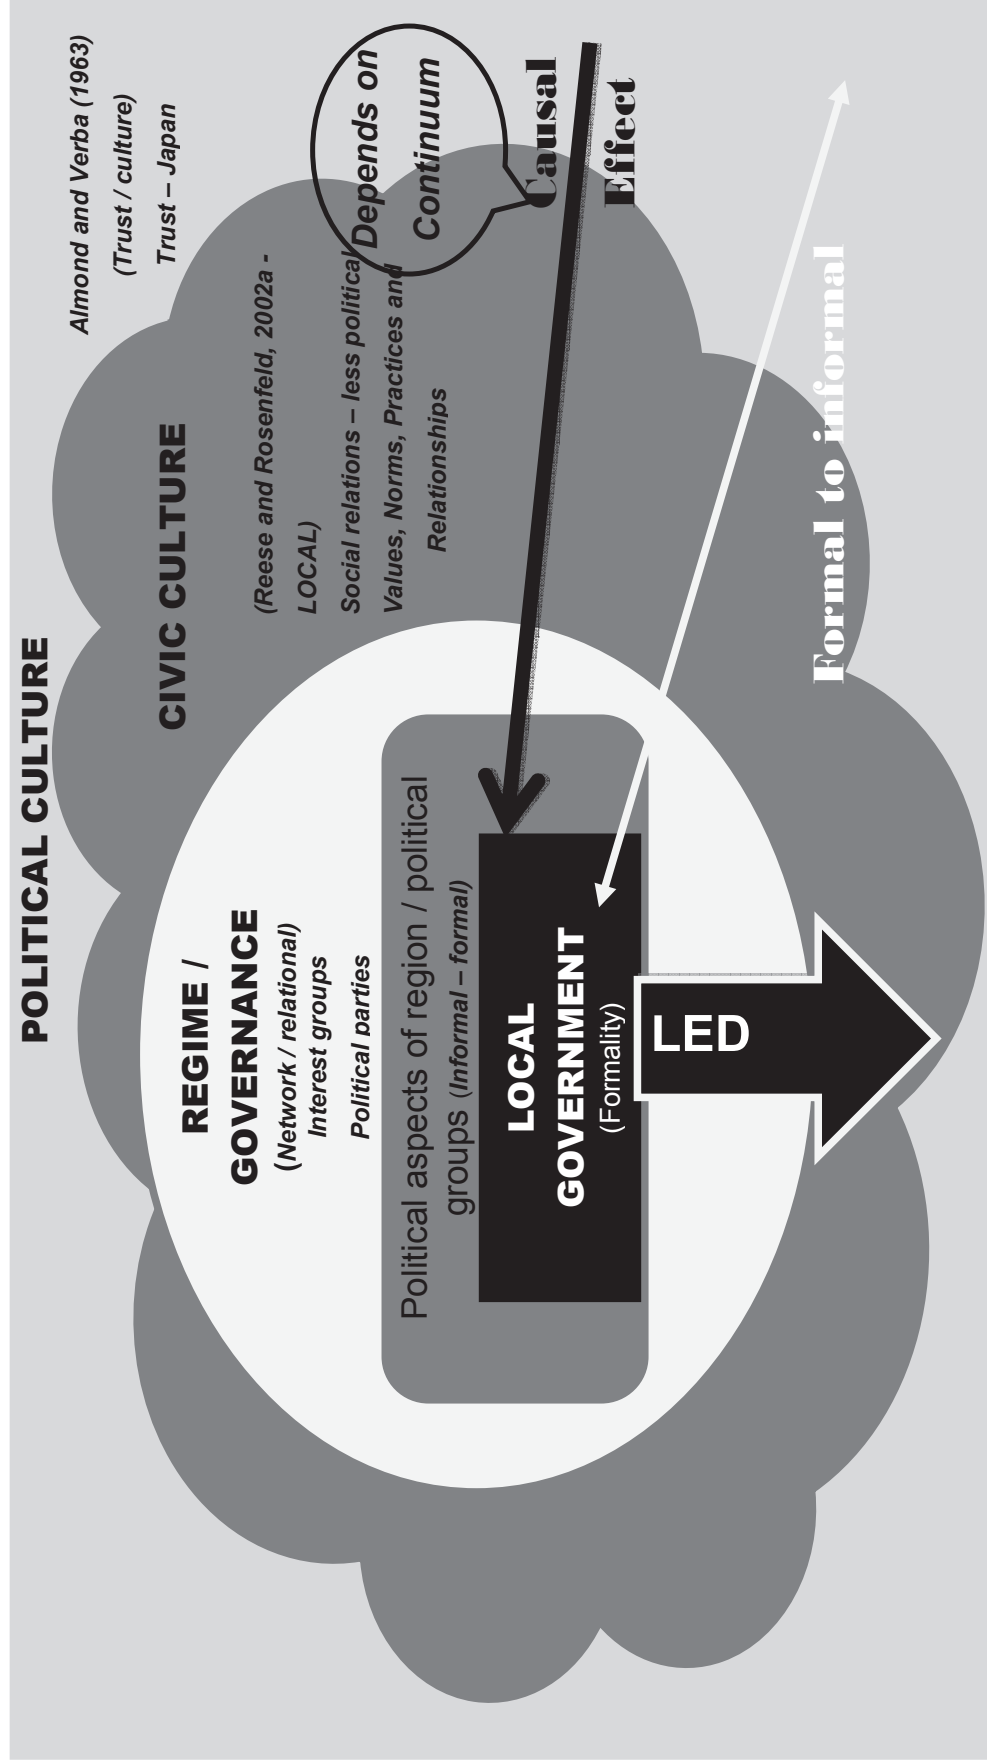 POLITICAL CULTURE
Almond and Verba (1963)
(Trust / culture)
Trust – Japan
CIVIC CULTURE
(Reese and Rosenfeld, 2002a -
LOCAL)
Social relations – less political
Values, Norms, Practices and
Relationships
Depends on
Continuum
Causal
Effect
REGIME /
GOVERNANCE
(Network / relational)
Interest groups
Political parties
Political aspects of region / political
groups (Informal – formal)
LOCAL
GOVERNMENT
(Formality)
LED
Formal to informal